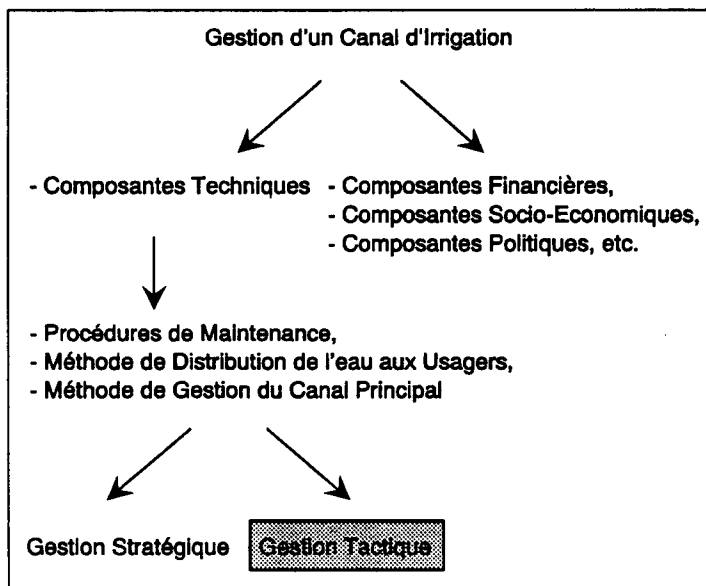 Gestion d'un Canal d'Irrigation
- Composantes Techniques
- Composantes Financières,
- Composantes Socio-Economiques,
- Composantes Politiques, etc.
- Procédures de Maintenance,
- Méthode de Distribution de l'eau aux Usagers,
- Méthode de Gestion du Canal Principal
Gestion Stratégique
Gestion Tactique